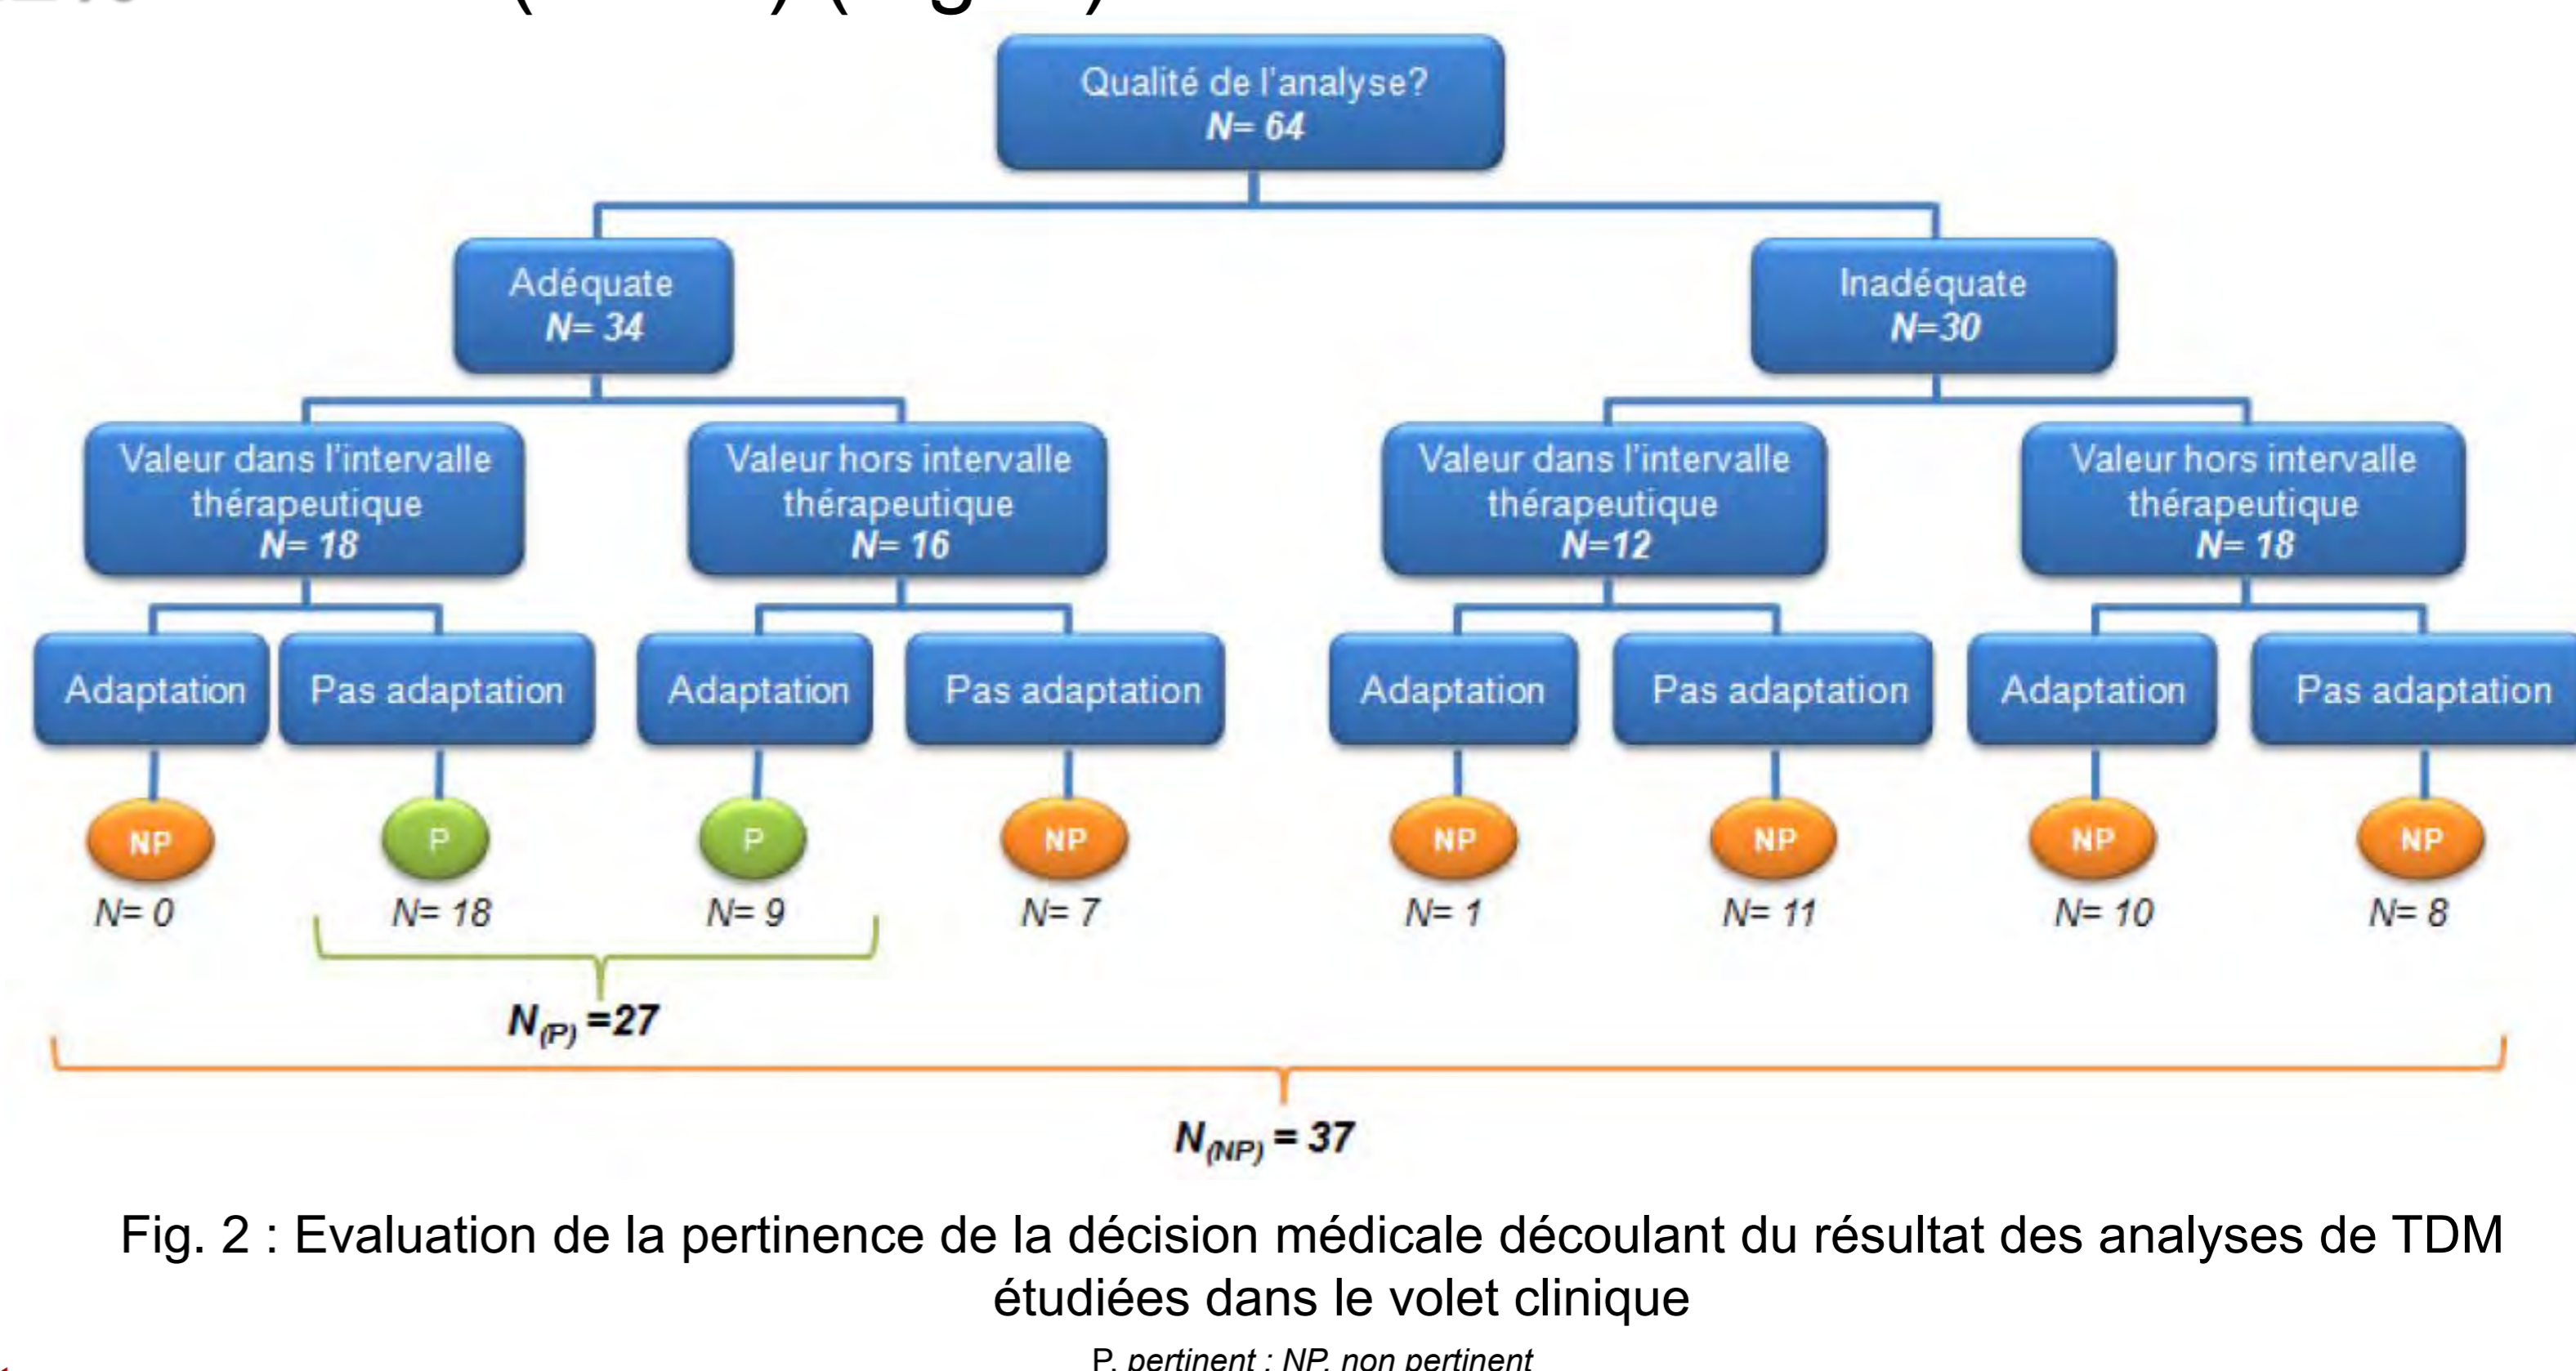 Qualité de l'analyse?
N= 64
Adéquate
N= 34
Inadéquate
N=30
Valeur dans l'intervalle
thérapeutique
N= 18
Valeur hors intervalle
thérapeutique
N= 16
Valeur dans l'intervalle
thérapeutique
N=12
Valeur hors intervalle
thérapeutique
N= 18
Adaptation
Pas adaptation
Adaptation
Pas adaptation
Adaptation
Pas adaptation
Adaptation
Pas adaptation
NP
P
P
NP
NP
NP
NP
NP
N= 0
N= 18
N= 9
N= 7
N= 1
N= 11
N= 10
N= 8
N(P) =27
N(NP) = 37
Fig. 2 : Evaluation de la pertinence de la décision médicale découlant du résultat des analyses de TDM
étudiées dans le volet clinique
P, pertinent ; NP, non pertinent